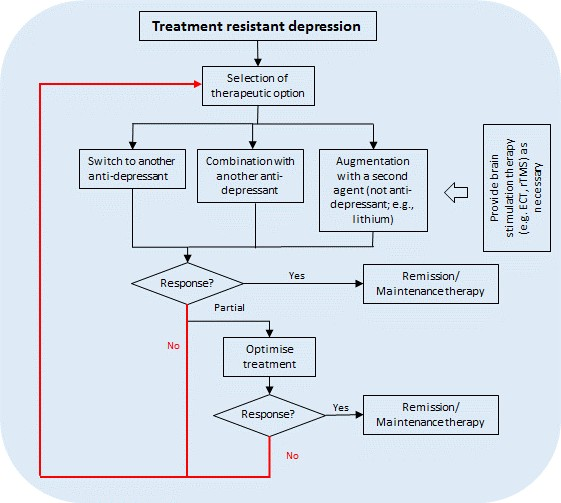 Treatment resistant depression
Selection of
therapeutic option
Switch to another
anti-depressant
Combination with
another anti-
depressant
Augmentation
with a second
agent (not anti-
depressant; e.g.,
lithium)
Provide brain
stimulation therapy
(e.g. ECT, rTMS) as
necessary
Response?
Yes
Remission/
Maintenance therapy
Partial
No
Optimise
treatment
Response?
Yes
Remission/
Maintenance therapy
No